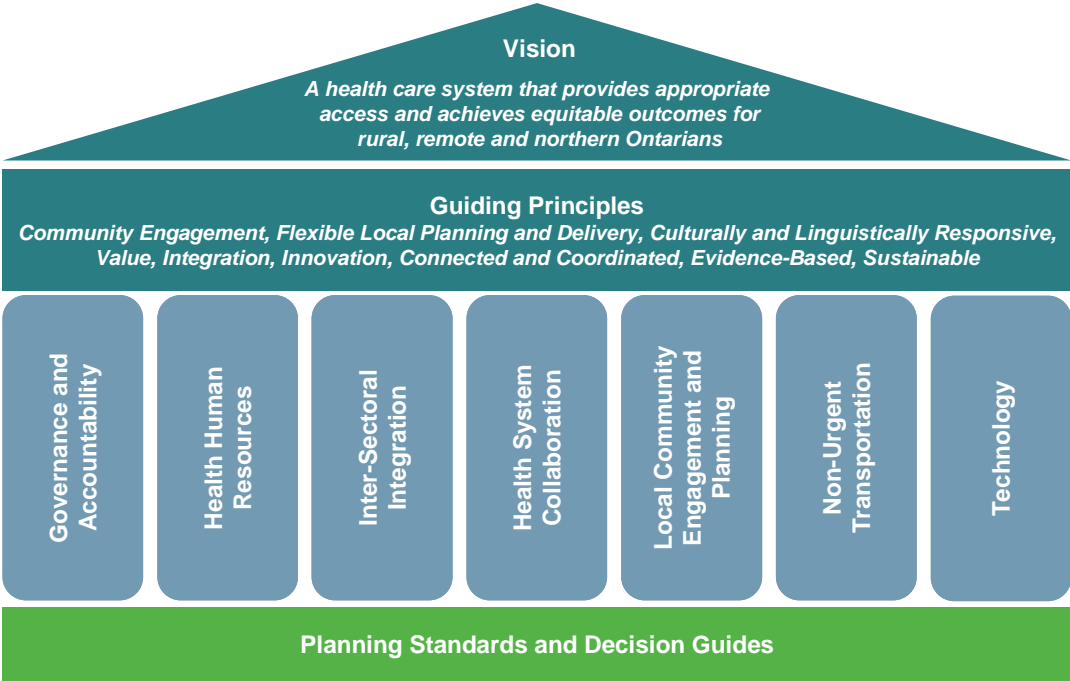 Vision
A health care system that provides appropriate
access and achieves equitable outcomes for
rural, remote and northern Ontarians
Guiding Principles
Community Engagement, Flexible Local Planning and Delivery, Culturally and Linguistically Responsive,
Value, Integration, Innovation, Connected and Coordinated, Evidence-Based, Sustainable
Governance and
Accountability
Health Human
Resources
Inter-Sectoral
Integration
Health System
Collaboration
Local Community
Engagement and
Planning
Non-Urgent
Transportation
Technology
Planning Standards and Decision Guides